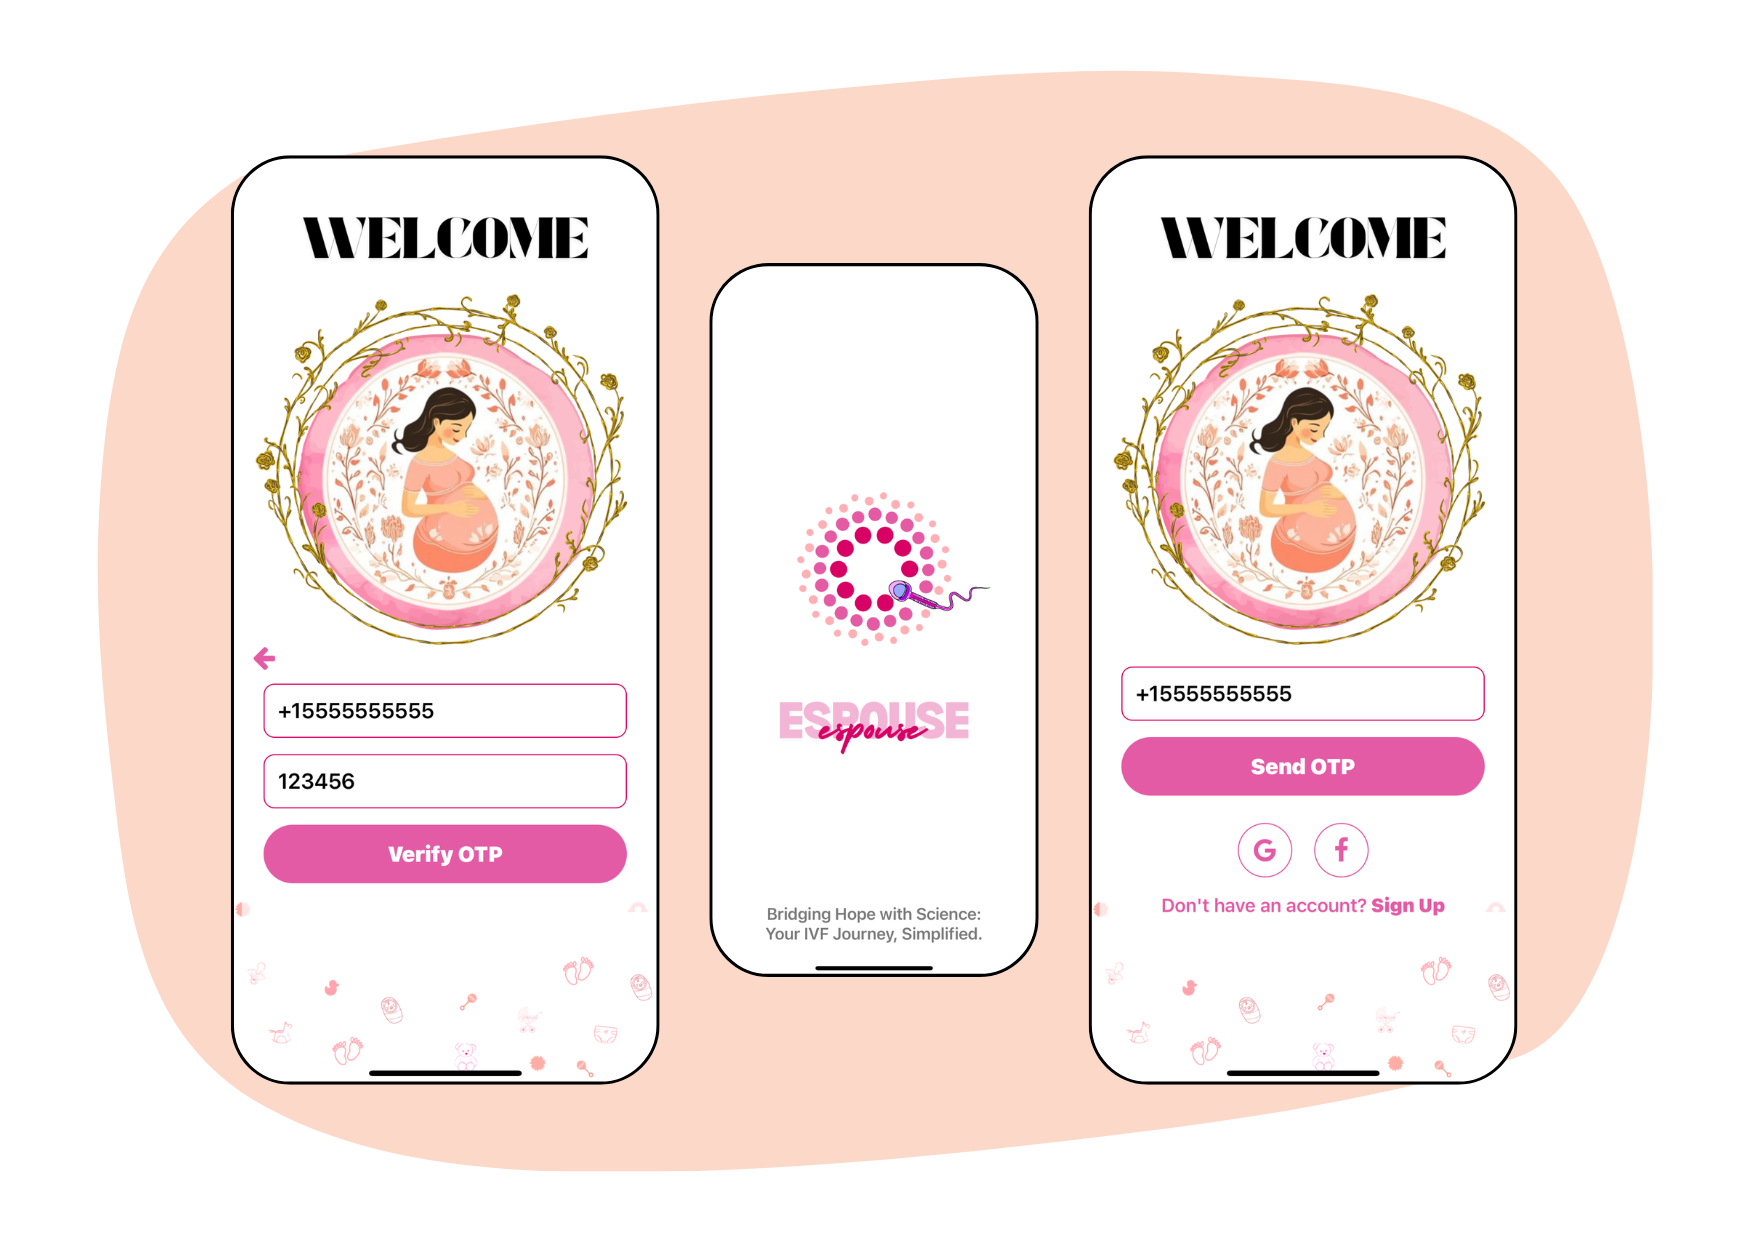 WELCOME
+15555555555
123456
Verify OTP
ESPOUSE
espouse
Bridging Hope with Science:
Your IVF Journey, Simplified.
WELCOME
+15555555555
Send OTP
G f
Don't have an account? Sign Up